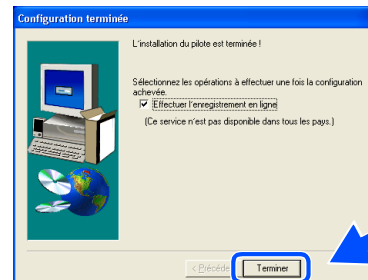 Configuration terminée
L'installation du pilote est terminée !
Sélectionnez les opérations à effectuer une fois la configuration
achevée.
Effectuer l'enregistrement en ligne
(Ce service n'est pas disponible dans tous les pays.)
< Précéde
Terminer